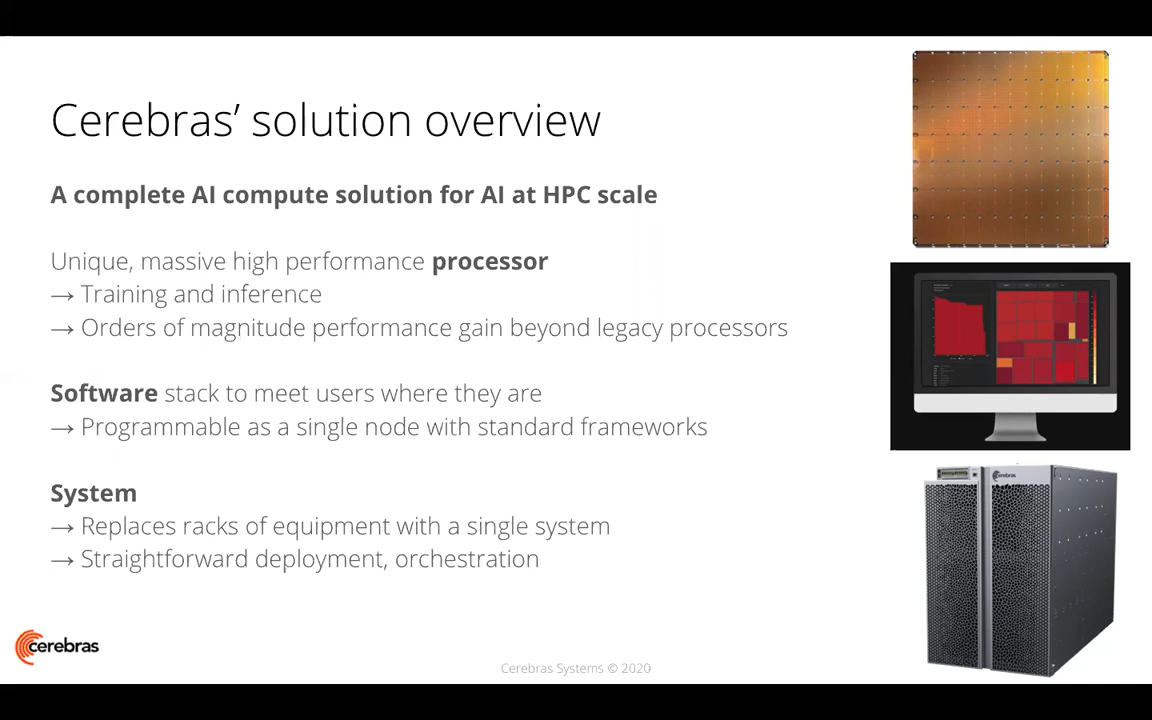 Cerebras’ solution overview
A complete AI compute solution for AI at HPC scale
Unique, massive high performance processor
→ Training and inference
→ Orders of magnitude performance gain beyond legacy processors
Software stack to meet users where they are
→ Programmable as a single node with standard frameworks
System
→ Replaces racks of equipment with a single system
→ Straightforward deployment, orchestration
cerebras
cerebras
Cerebras Systems © 2020